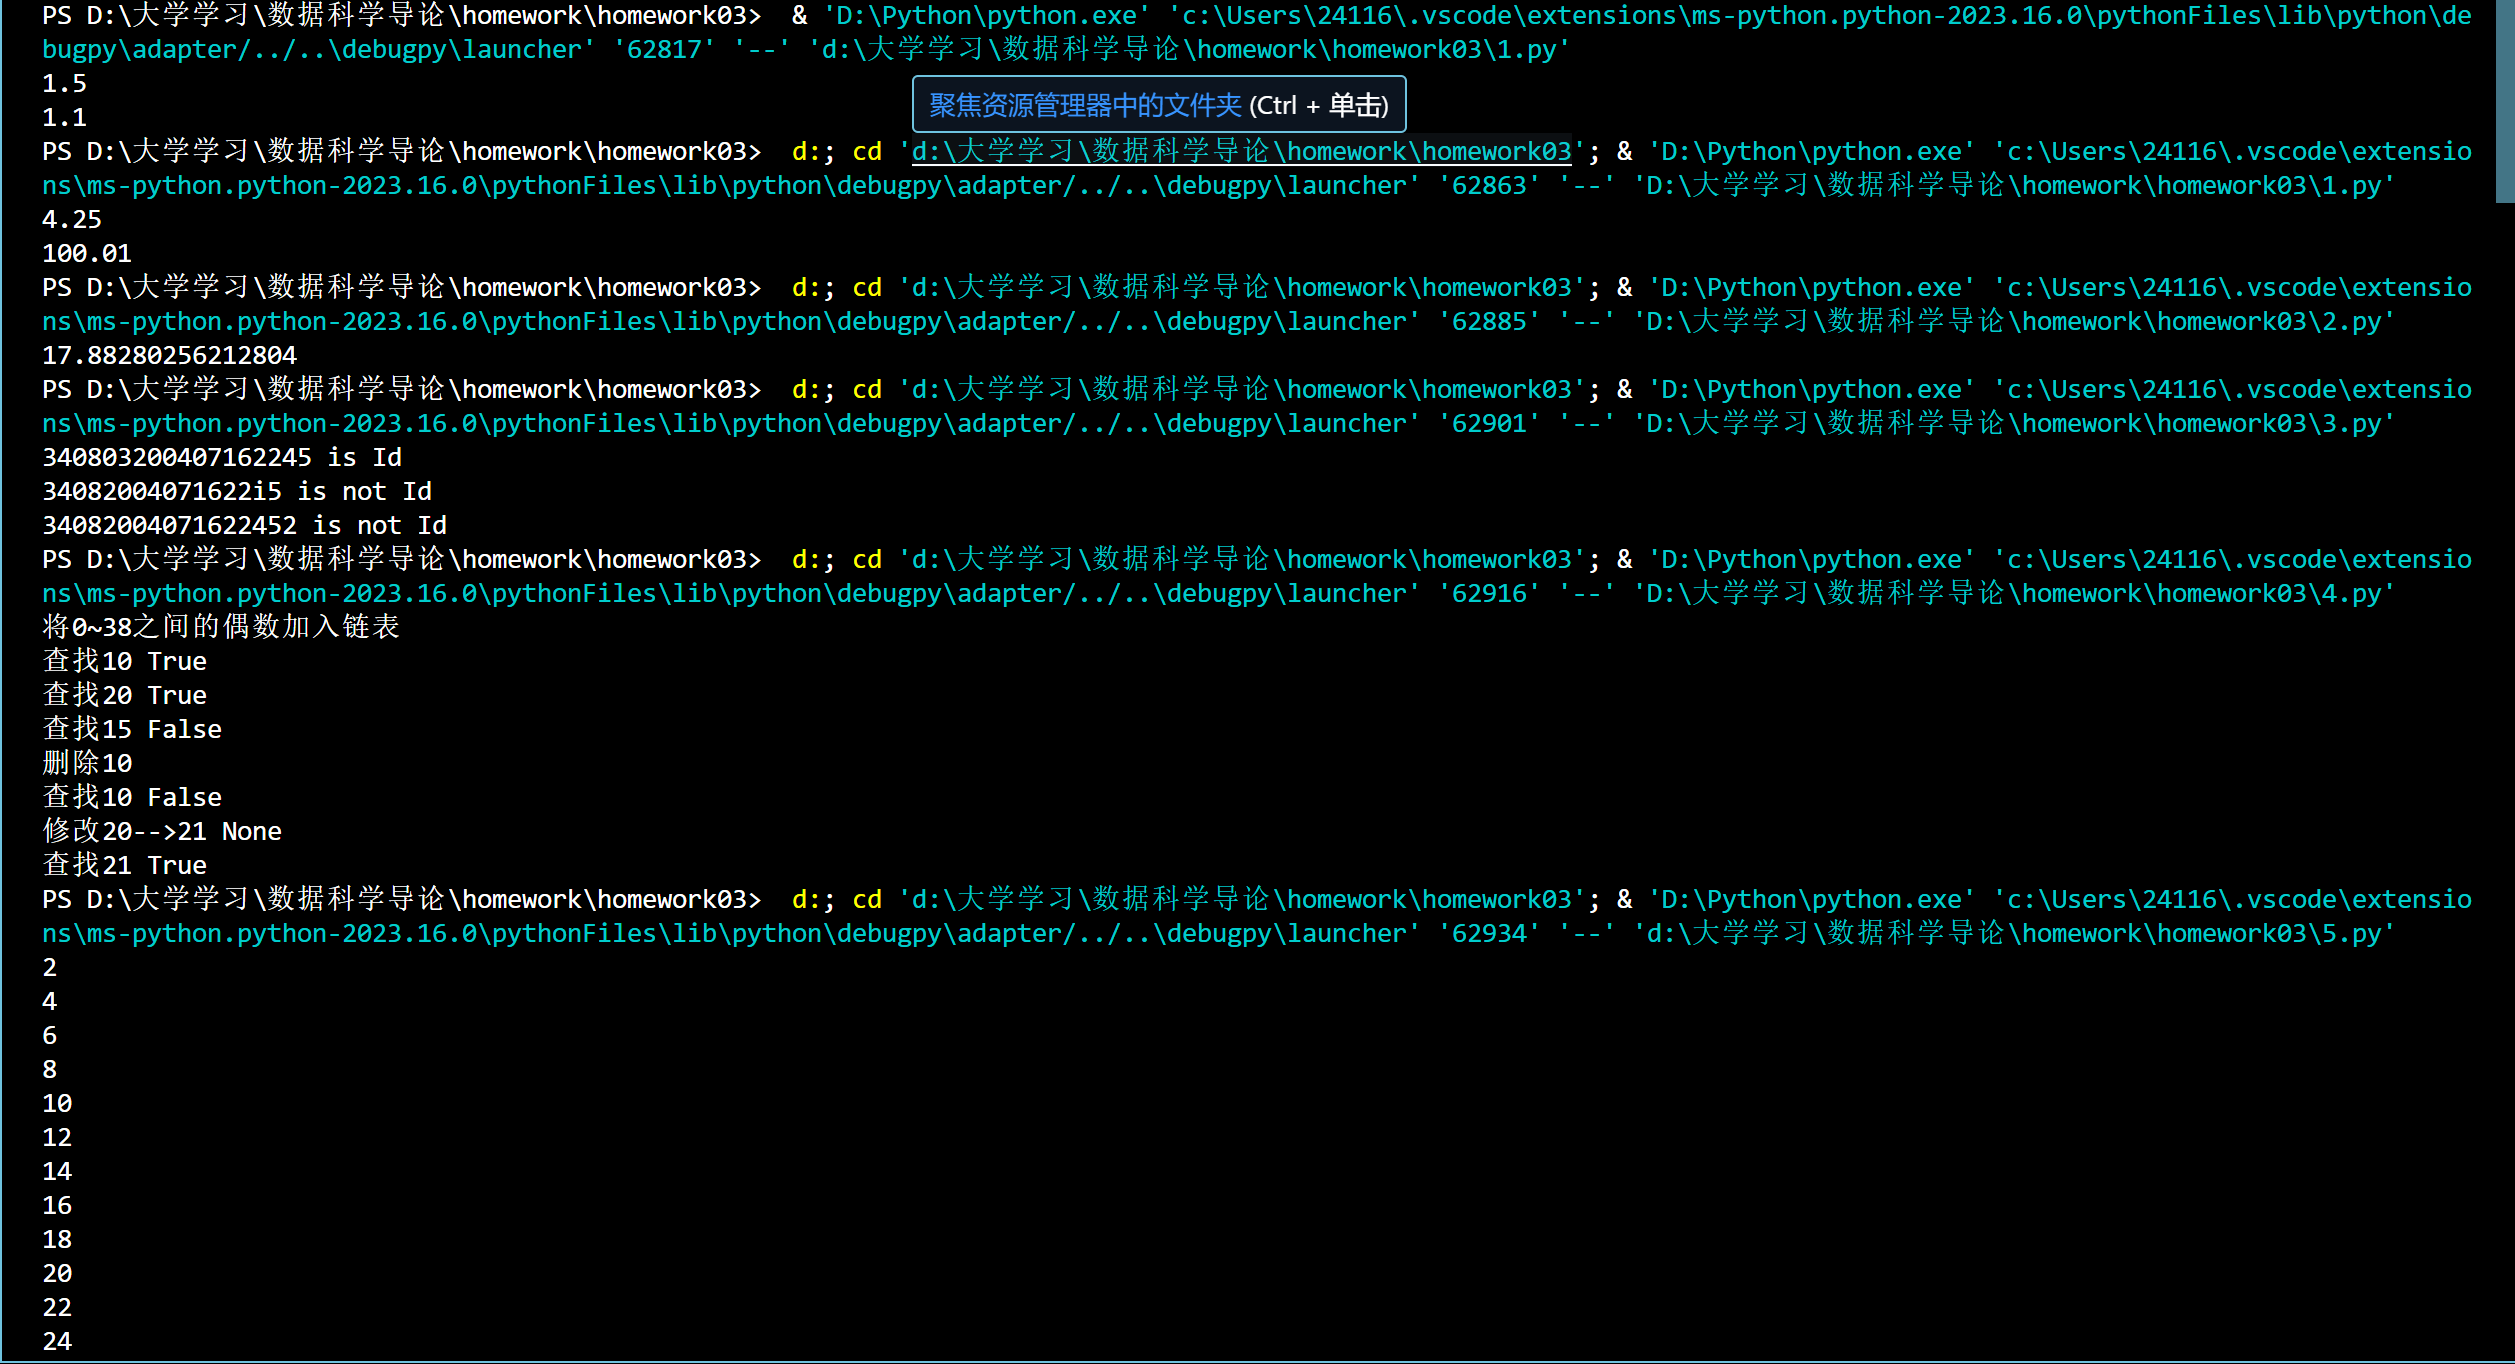 PS D:\大学学习\数据科学导论\homework\homework03>  & 'D:\Python\python.exe' 'c:\Users\24116\.vscode\extensions\ms-python.python-2023.16.0\pythonFiles\lib\python\de
bugpy\adapter/../..\debugpy\launcher' '62817' '--' 'd:\大学学习\数据科学导论\homework\homework03\1.py'
1.5
聚焦资源管理器中的文件夹 (Ctrl + 单击)
1.1
PS D:\大学学习\数据科学导论\homework\homework03>  d:; cd 'd:\大学学习\数据科学导论\homework\homework03'; & 'D:\Python\python.exe' 'c:\Users\24116\.vscode\extensio
ns\ms-python.python-2023.16.0\pythonFiles\lib\python\debugpy\adapter/../..\debugpy\launcher' '62863' '--' 'D:\大学学习\数据科学导论\homework\homework03\1.py'
4.25
100.01
PS D:\大学学习\数据科学导论\homework\homework03>  d:; cd 'd:\大学学习\数据科学导论\homework\homework03'; & 'D:\Python\python.exe' 'c:\Users\24116\.vscode\extensio
ns\ms-python.python-2023.16.0\pythonFiles\lib\python\debugpy\adapter/../..\debugpy\launcher' '62885' '--' 'D:\大学学习\数据科学导论\homework\homework03\2.py'
17.88280256212804
PS D:\大学学习\数据科学导论\homework\homework03>  d:; cd 'd:\大学学习\数据科学导论\homework\homework03'; & 'D:\Python\python.exe' 'c:\Users\24116\.vscode\extensio
ns\ms-python.python-2023.16.0\pythonFiles\lib\python\debugpy\adapter/../..\debugpy\launcher' '62901' '--' 'D:\大学学习\数据科学导论\homework\homework03\3.py'
340803200407162245 is Id
3408200407162​2i5 is not Id
34082004071622452 is not Id
PS D:\大学学习\数据科学导论\homework\homework03>  d:; cd 'd:\大学学习\数据科学导论\homework\homework03'; & 'D:\Python\python.exe' 'c:\Users\24116\.vscode\extensio
ns\ms-python.python-2023.16.0\pythonFiles\lib\python\debugpy\adapter/../..\debugpy\launcher' '62916' '--' 'D:\大学学习\数据科学导论\homework\homework03\4.py'
将0~38之间的偶数加入链表
查找10 True
查找20 True
查找15 False
删除10
查找10 False
修改20-->21 None
查找21 True
PS D:\大学学习\数据科学导论\homework\homework03>  d:; cd 'd:\大学学习\数据科学导论\homework\homework03'; & 'D:\Python\python.exe' 'c:\Users\24116\.vscode\extensio
ns\ms-python.python-2023.16.0\pythonFiles\lib\python\debugpy\adapter/../..\debugpy\launcher' '62934' '--' 'd:\大学学习\数据科学导论\homework\homework03\5.py'
2
4
6
8
10
12
14
16
18
20
22
24